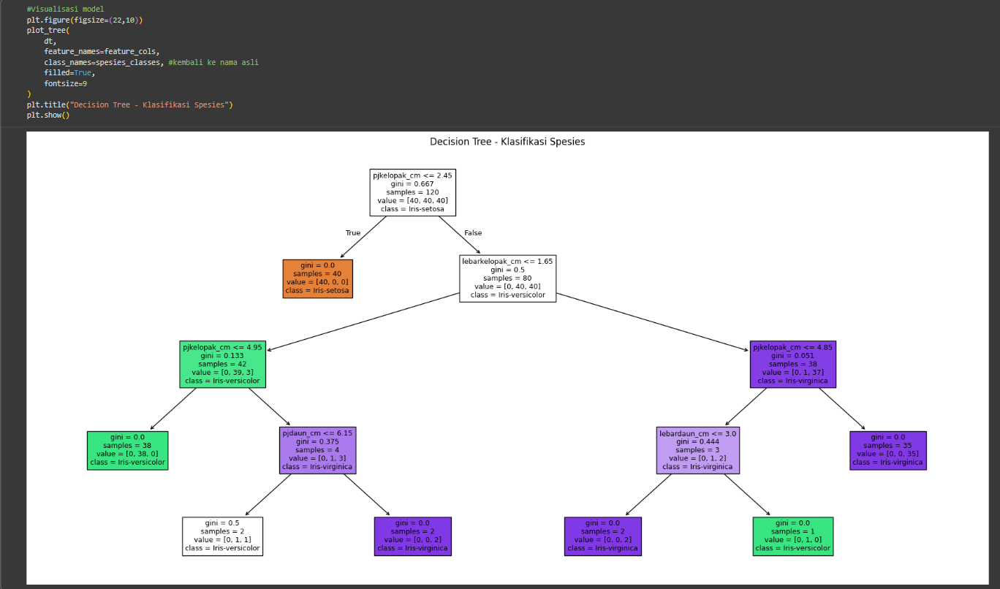 #Visualisasi model
plt.figure(figsize=(22,10))
plot_tree(
    dt,
    feature_names=feature_cols,
    class_names=spesies_classes, #kembali ke nama asli
    filled=True,
    fontsize=9
)
plt.title("Decision Tree - Klasifikasi Spesies")
plt.show()
Decision Tree - Klasifikasi Spesies
pjkelopak_cm <= 2.45
gini = 0.667
samples = 120
value = [40, 40, 40]
class = Iris-setosa
True
False
gini = 0.0
samples = 40
value = [40, 0, 0]
class = Iris-setosa
lebarkelopak_cm <= 1.65
gini = 0.5
samples = 80
value = [0, 40, 40]
class = Iris-versicolor
pjkelopak_cm <= 4.95
gini = 0.133
samples = 42
value = [0, 39, 3]
class = Iris-versicolor
pjkelopak_cm <= 4.85
gini = 0.051
samples = 38
value = [0, 1, 37]
class = Iris-virginica
gini = 0.0
samples = 38
value = [0, 38, 0]
class = Iris-versicolor
pjdaun_cm <= 6.15
gini = 0.375
samples = 4
value = [0, 1, 3]
class = Iris-virginica
lebardaun_cm <= 3.0
gini = 0.444
samples = 3
value = [0, 1, 2]
class = Iris-virginica
gini = 0.0
samples = 35
value = [0, 0, 35]
class = Iris-virginica
gini = 0.5
samples = 2
value = [0, 1, 1]
class = Iris-versicolor
gini = 0.0
samples = 2
value = [0, 0, 2]
class = Iris-virginica
gini = 0.0
samples = 2
value = [0, 0, 2]
class = Iris-virginica
gini = 0.0
samples = 1
value = [0, 1, 0]
class = Iris-versicolor